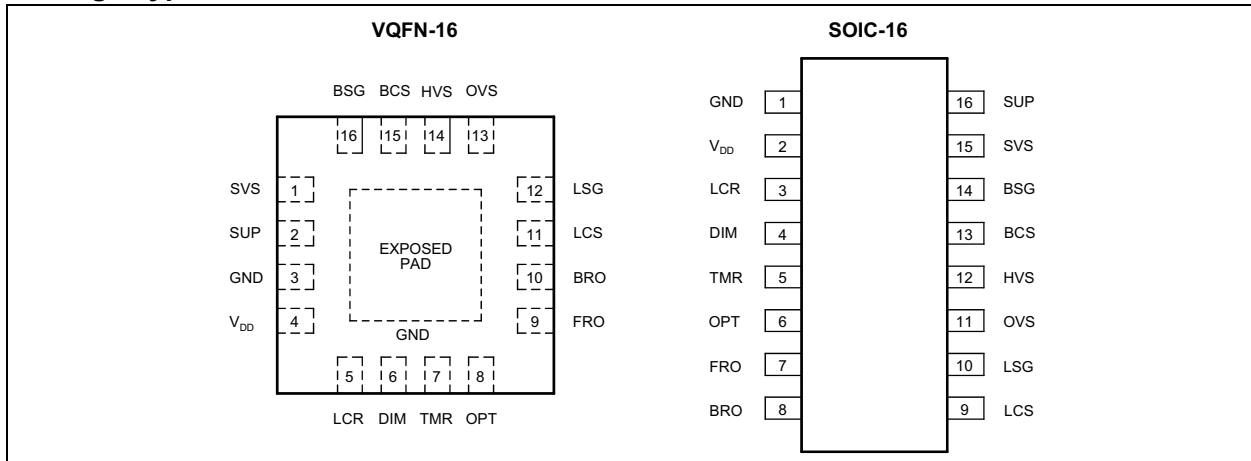 VQFN-16
BSG BCS HVS OVS
16 15 14 13
SVS 1 12 LSG
SUP 2 11 LCS
GND 3 10 BRO
VDD 4 9 FRO
EXPOSED
PAD
GND
5 6 7 8
LCR DIM TMR OPT
SOIC-16
GND 1 16 SUP
VDD 2 15 SVS
LCR 3 14 BSG
DIM 4 13 BCS
TMR 5 12 HVS
OPT 6 11 OVS
FRO 7 10 LSG
BRO 8 9 LCS